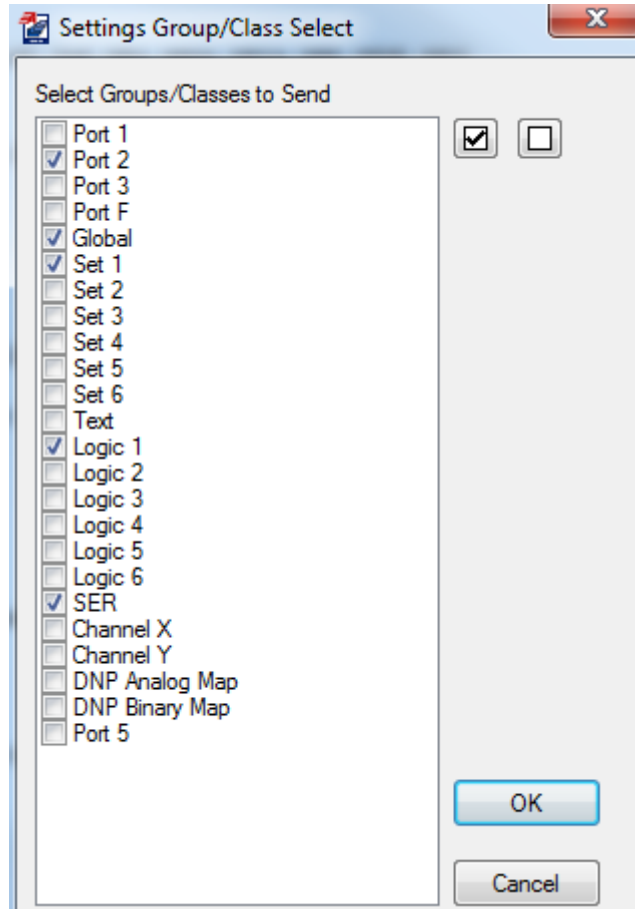 Settings Group/Class Select
Select Groups/Classes to Send
Port 1
Port 2
Port 3
Port F
Global
Set 1
Set 2
Set 3
Set 4
Set 5
Set 6
Text
Logic 1
Logic 2
Logic 3
Logic 4
Logic 5
Logic 6
SER
Channel X
Channel Y
DNP Analog Map
DNP Binary Map
Port 5
OK
Cancel